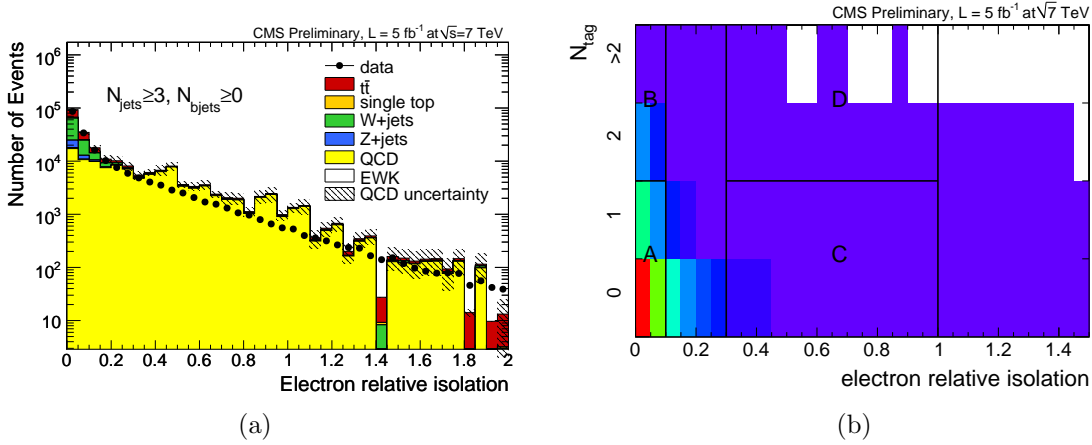 CMS Preliminary, L = 5 fb⁻¹ at √s=7 TeV
Number of Events
10⁶
10⁵
10⁴
10³
10²
10
N_jets≥3, N_bjets≥0
data
tt̄
single top
W+jets
Z+jets
QCD
EWK
QCD uncertainty
0 0.2 0.4 0.6 0.8 1 1.2 1.4 1.6 1.8 2
Electron relative isolation
(a)
CMS Preliminary, L = 5 fb⁻¹ at √7 TeV
N_tag
>2
2
1
0
B
D
A
C
0 0.2 0.4 0.6 0.8 1 1.2 1.4
electron relative isolation
(b)